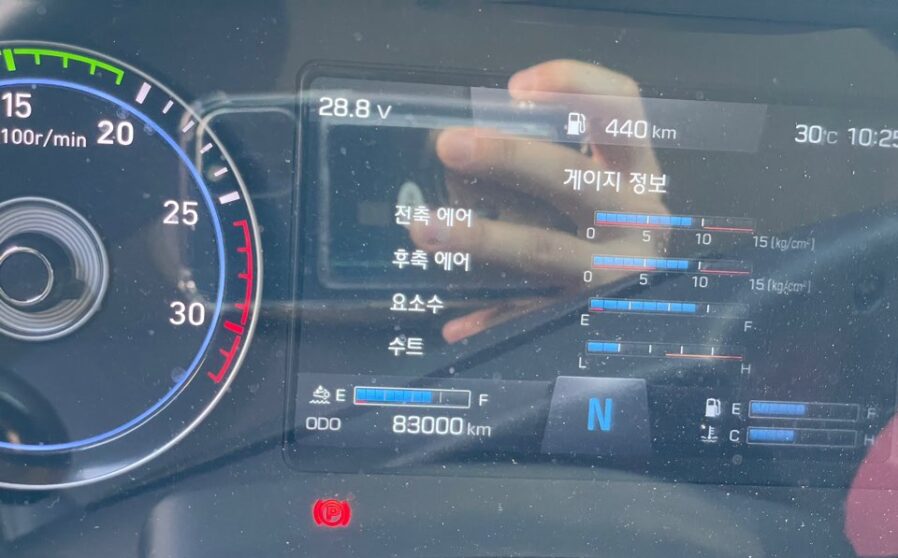 15
100r/min 20
25
30
28.8 V 440 km 30°C 10:25
게이지 정보
전축 에어 0 5 10 15 (kg/cm²)
후축 에어 0 5 10 15 (kg/cm²)
요소수 E F
수트 L H
E F
ODO 83000 km
N
E F
C H
P